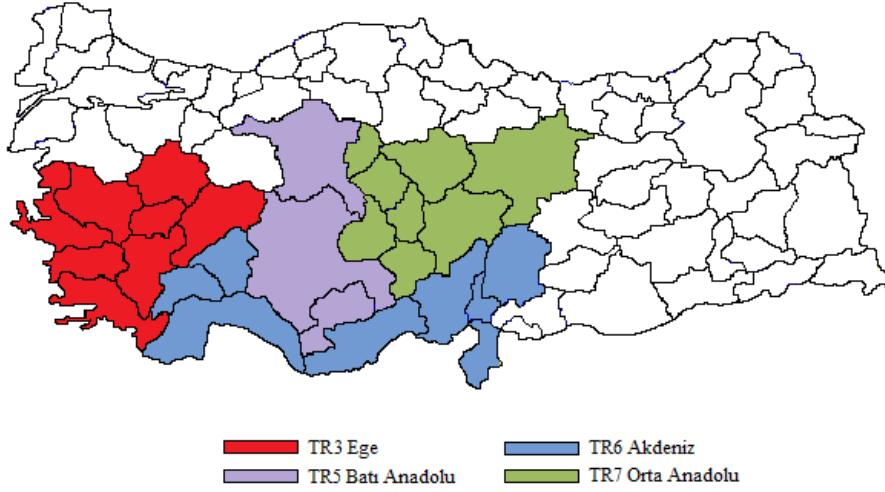 TR3 Ege
TR6 Akdeniz
TR5 Batı Anadolu
TR7 Orta Anadolu